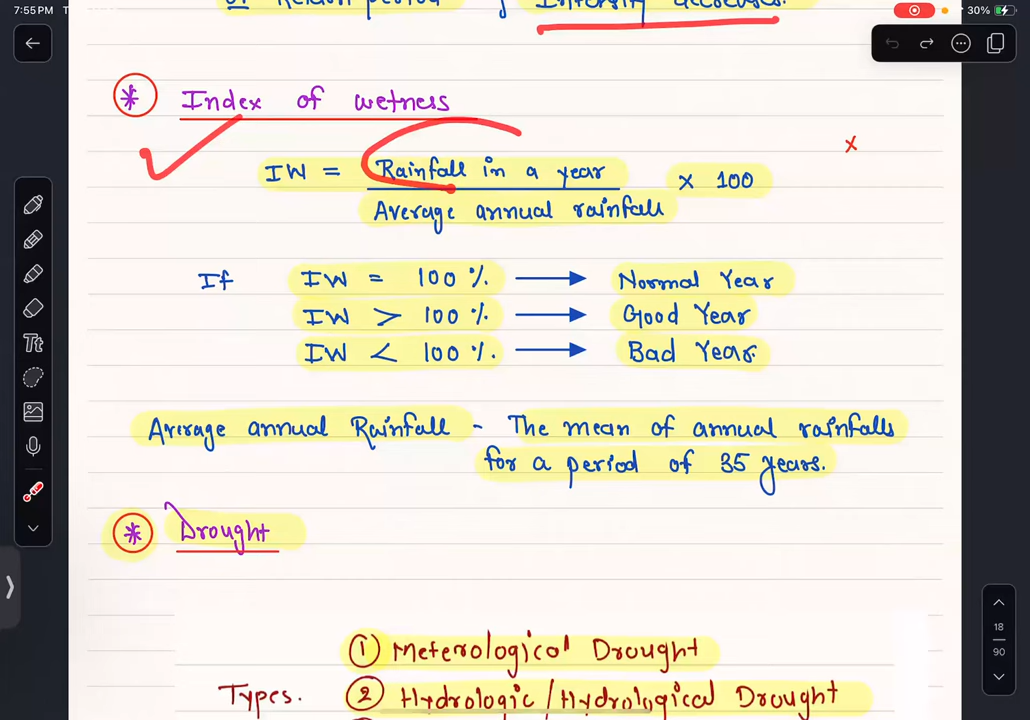 7:55 PM
30%
* Index of wetness
IW = Rainfall in a year / Average annual rainfall × 100
×
If IW = 100 %. → Normal Year
IW > 100 %. → Good Year
IW < 100 %. → Bad Year.
Average annual Rainfall - The mean of annual rainfalls
for a period of 35 years.
* Drought
① Meterological Drought
Types. ② Hydrologic/Hydrological Drought
Tt
18
90